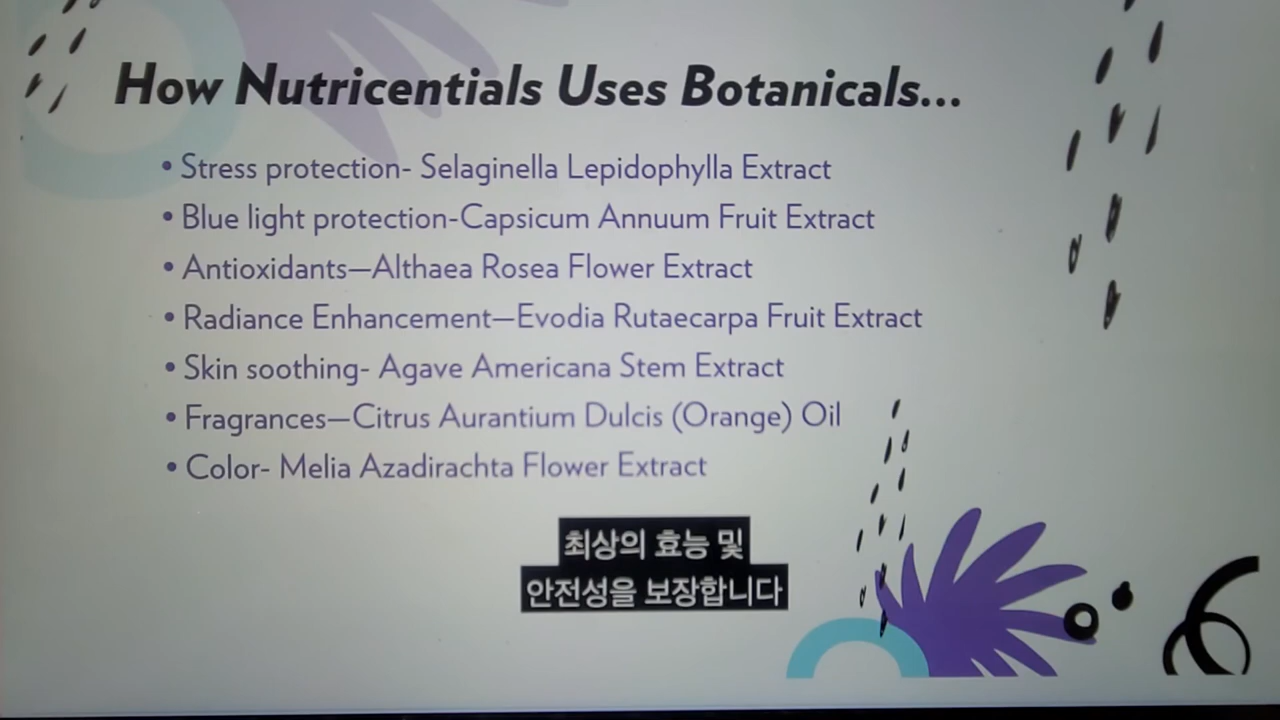 How Nutricentials Uses Botanicals...
• Stress protection- Selaginella Lepidophylla Extract
• Blue light protection-Capsicum Annuum Fruit Extract
• Antioxidants—Althaea Rosea Flower Extract
• Radiance Enhancement—Evodia Rutaecarpa Fruit Extract
• Skin soothing- Agave Americana Stem Extract
• Fragrances—Citrus Aurantium Dulcis (Orange) Oil
• Color- Melia Azadirachta Flower Extract
최상의 효능 및
안전성을 보장합니다